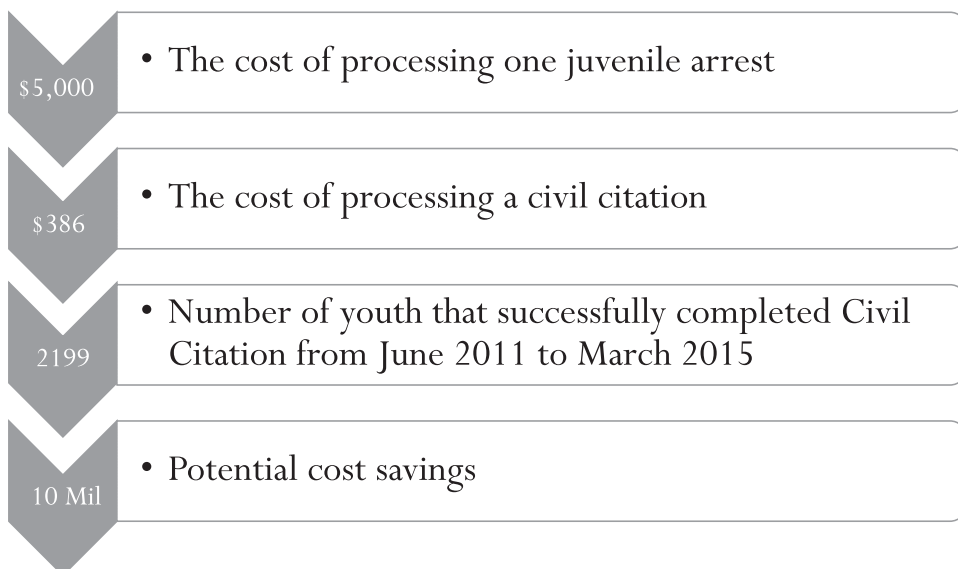 $5,000
• The cost of processing one juvenile arrest
$386
• The cost of processing a civil citation
2199
• Number of youth that successfully completed Civil
Citation from June 2011 to March 2015
10 Mil
• Potential cost savings